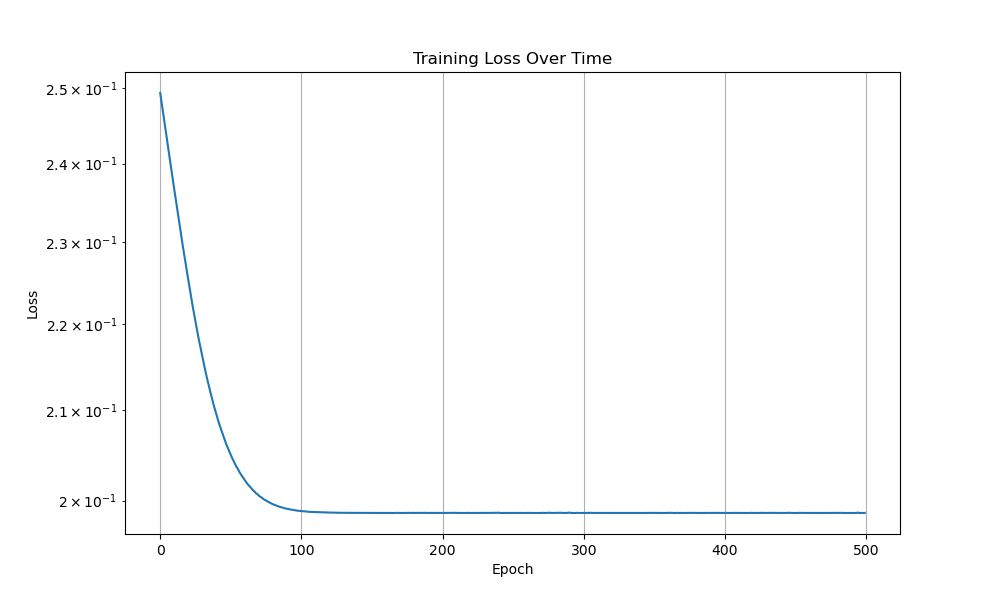 Training Loss Over Time
2.5 × 10⁻¹
2.4 × 10⁻¹
2.3 × 10⁻¹
2.2 × 10⁻¹
2.1 × 10⁻¹
2 × 10⁻¹
Loss
0 100 200 300 400 500
Epoch